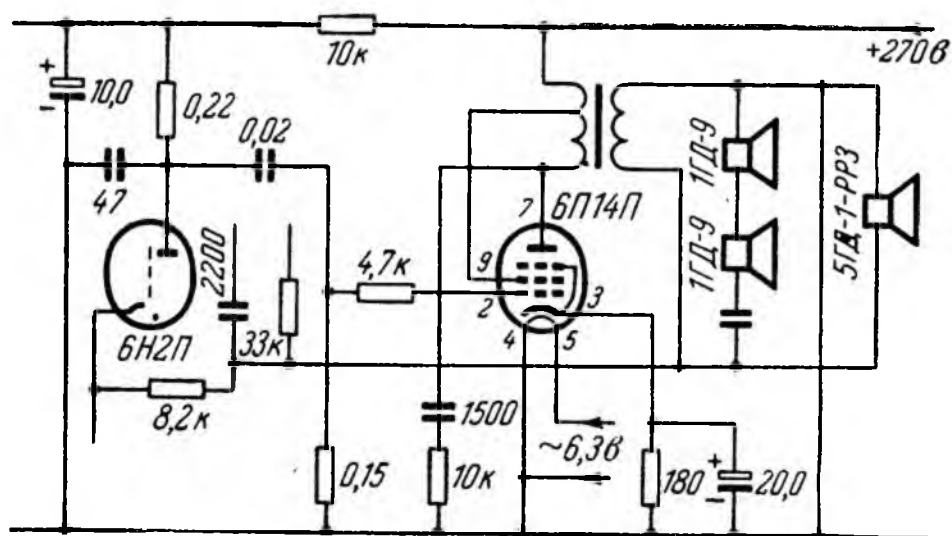 10к
+270в
+
-
10,0
0,22
0,02
47
6Н2П
2200
33к
8,2к
4,7к
0,15
1500
10к
7
6П14П
9
2
3
4
5
~6,3в
180
+
-
20,0
1ГД-9
1ГД-9
5ГД-1-РРЗ